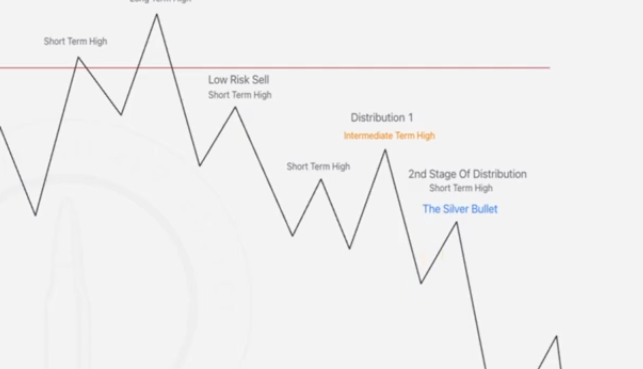 Short Term High
Low Risk Sell
Short Term High
Distribution 1
Intermediate Term High
Short Term High
2nd Stage Of Distribution
Short Term High
The Silver Bullet